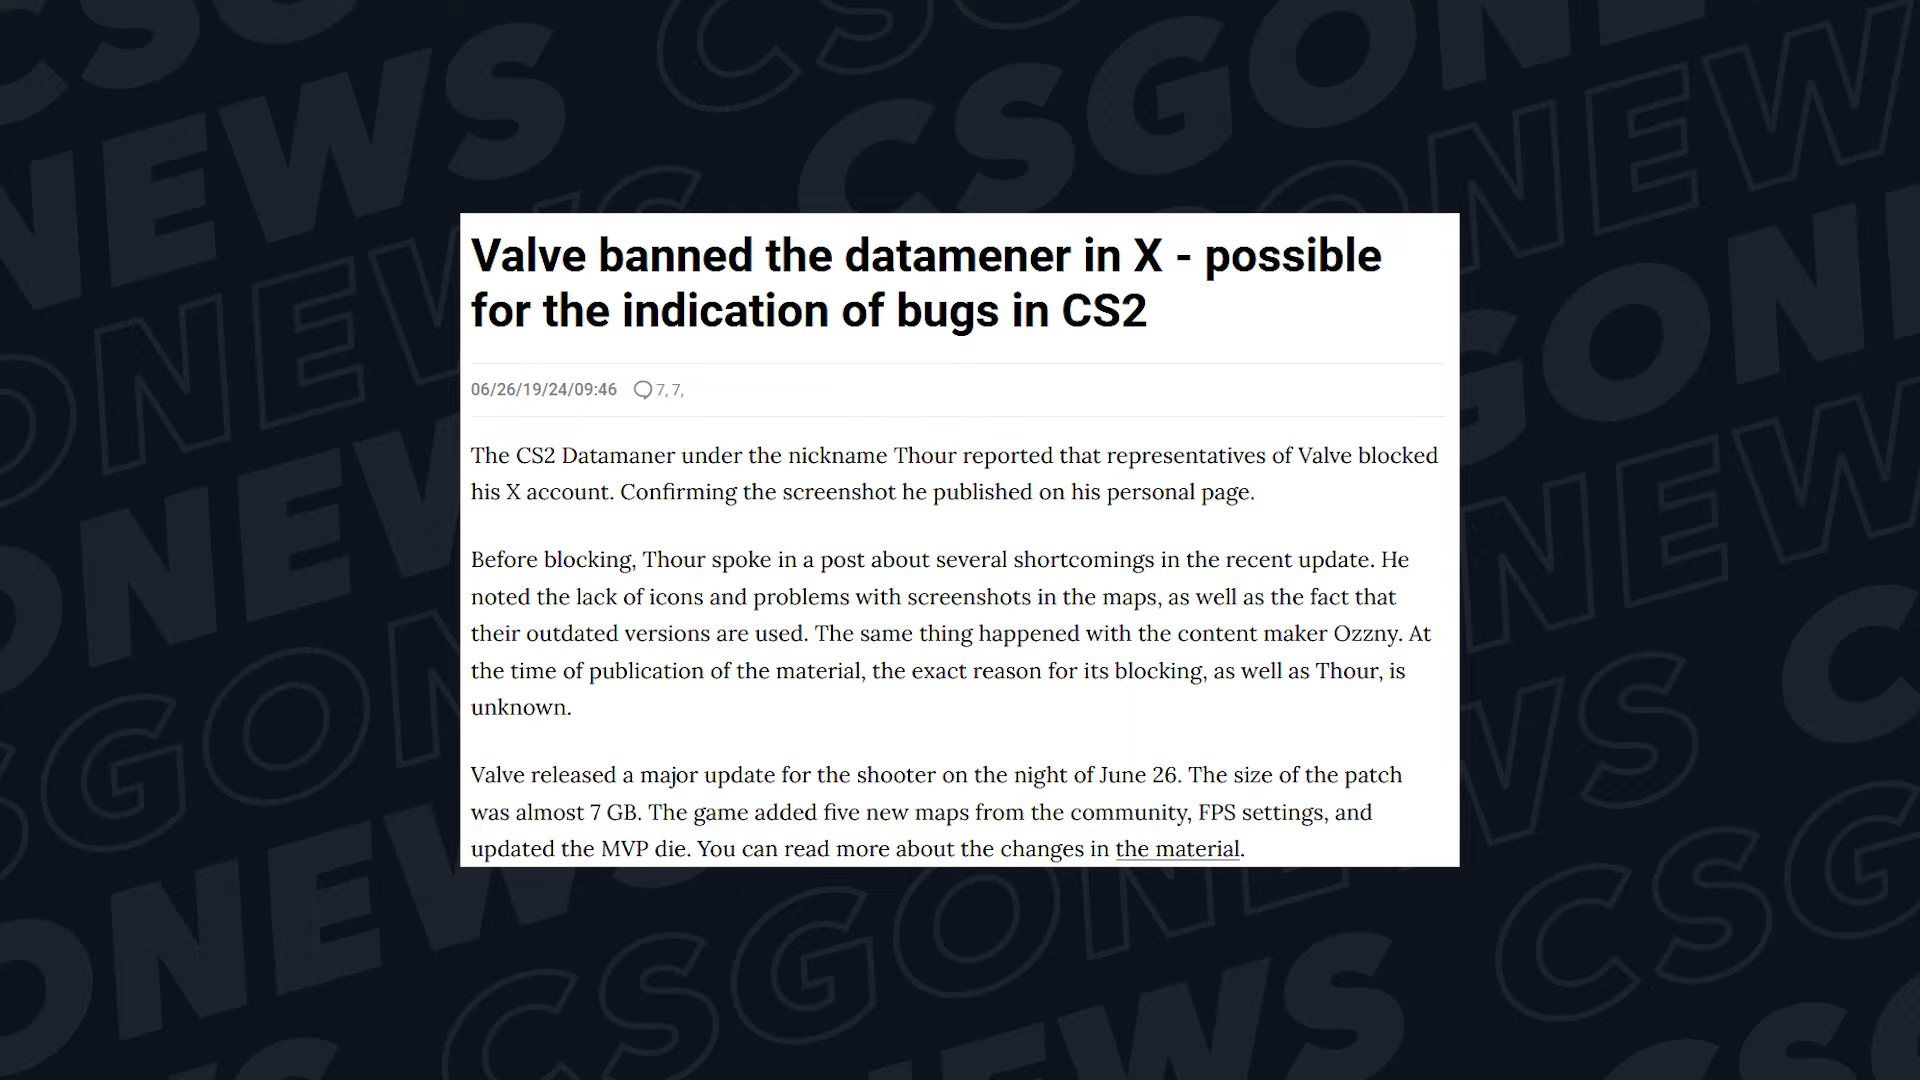 Valve banned the datamener in X - possible
for the indication of bugs in CS2
06/26/19/24/09:46 7, 7,
The CS2 Datamaner under the nickname Thour reported that representatives of Valve blocked
his X account. Confirming the screenshot he published on his personal page.
Before blocking, Thour spoke in a post about several shortcomings in the recent update. He
noted the lack of icons and problems with screenshots in the maps, as well as the fact that
their outdated versions are used. The same thing happened with the content maker Ozzny. At
the time of publication of the material, the exact reason for its blocking, as well as Thour, is
unknown.
Valve released a major update for the shooter on the night of June 26. The size of the patch
was almost 7 GB. The game added five new maps from the community, FPS settings, and
updated the MVP die. You can read more about the changes in the material.